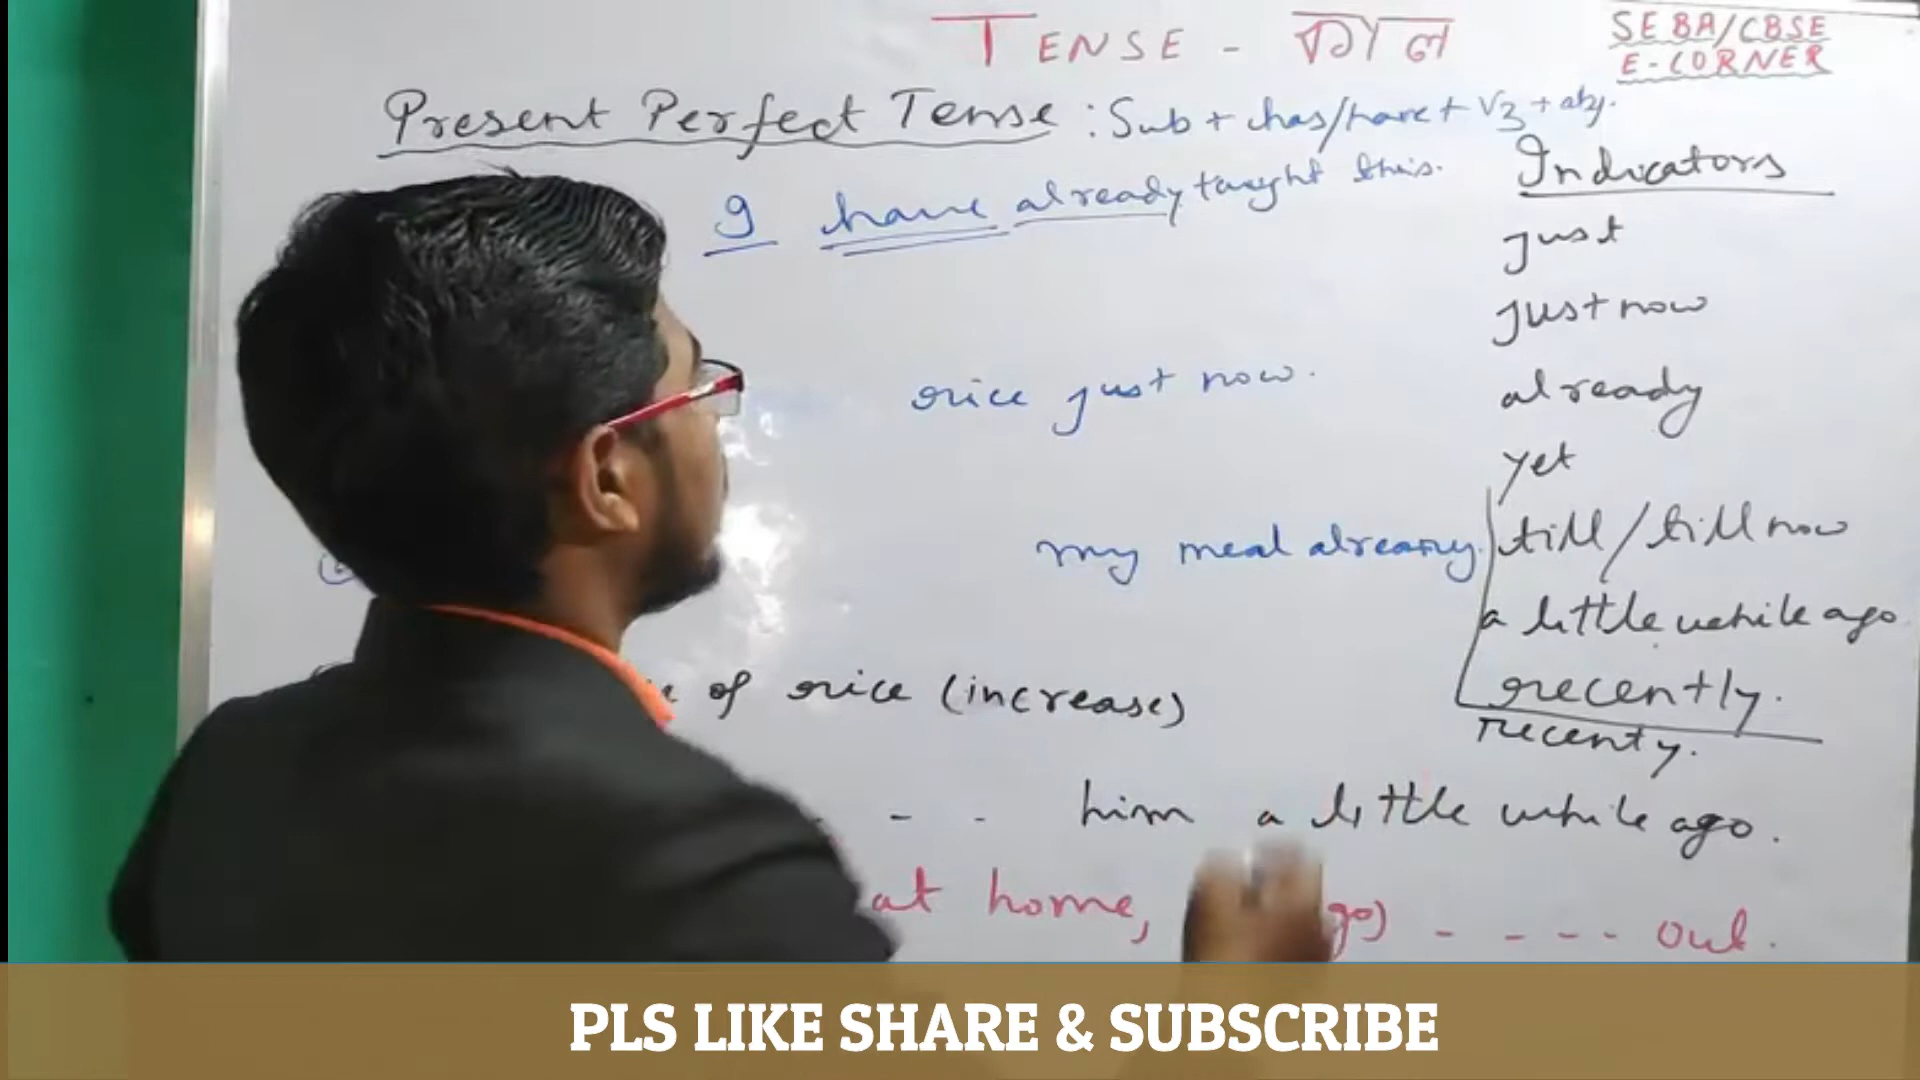 TENSE - কাল
SEBA/CBSE
E-CORNER
Present Perfect Tense : Sub + has/have + V3 + obj.
I have already taught this.
Indicators
just
just now
already
yet
till / till now
a little while ago
recently.
recenty.
rice just now.
my meal already.
of rice (increase)
- - him a little while ago.
at home, go) - - - - out.
PLS LIKE SHARE & SUBSCRIBE